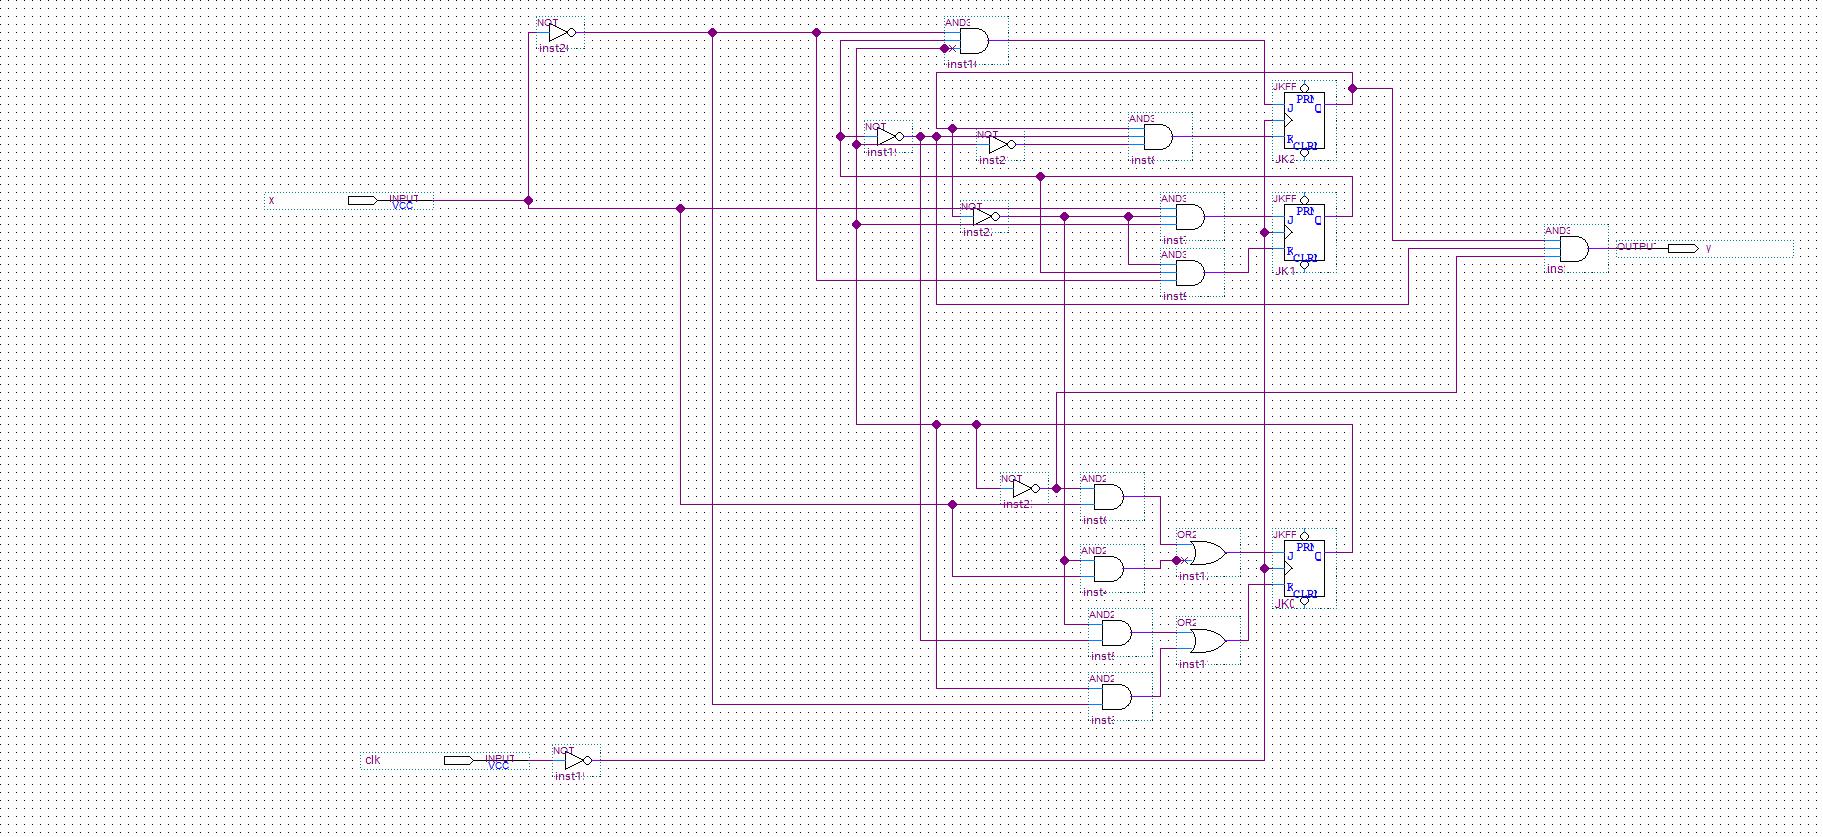 NOT
inst2
AND3
inst1
JKFF
PRN
J Q
K
CLRN
JK2
NOT
inst1
NOT
inst2
AND3
inst
x
INPUT
VCC
NOT
inst2
AND3
inst
AND3
inst
JKFF
PRN
J Q
K
CLRN
JK1
AND3
ins
OUTPUT
y
NOT
inst2
AND2
inst
AND2
inst
OR2
inst1
JKFF
PRN
J Q
K
CLRN
JK0
AND2
inst
OR2
inst1
AND2
inst
clk
INPUT
VCC
NOT
inst1